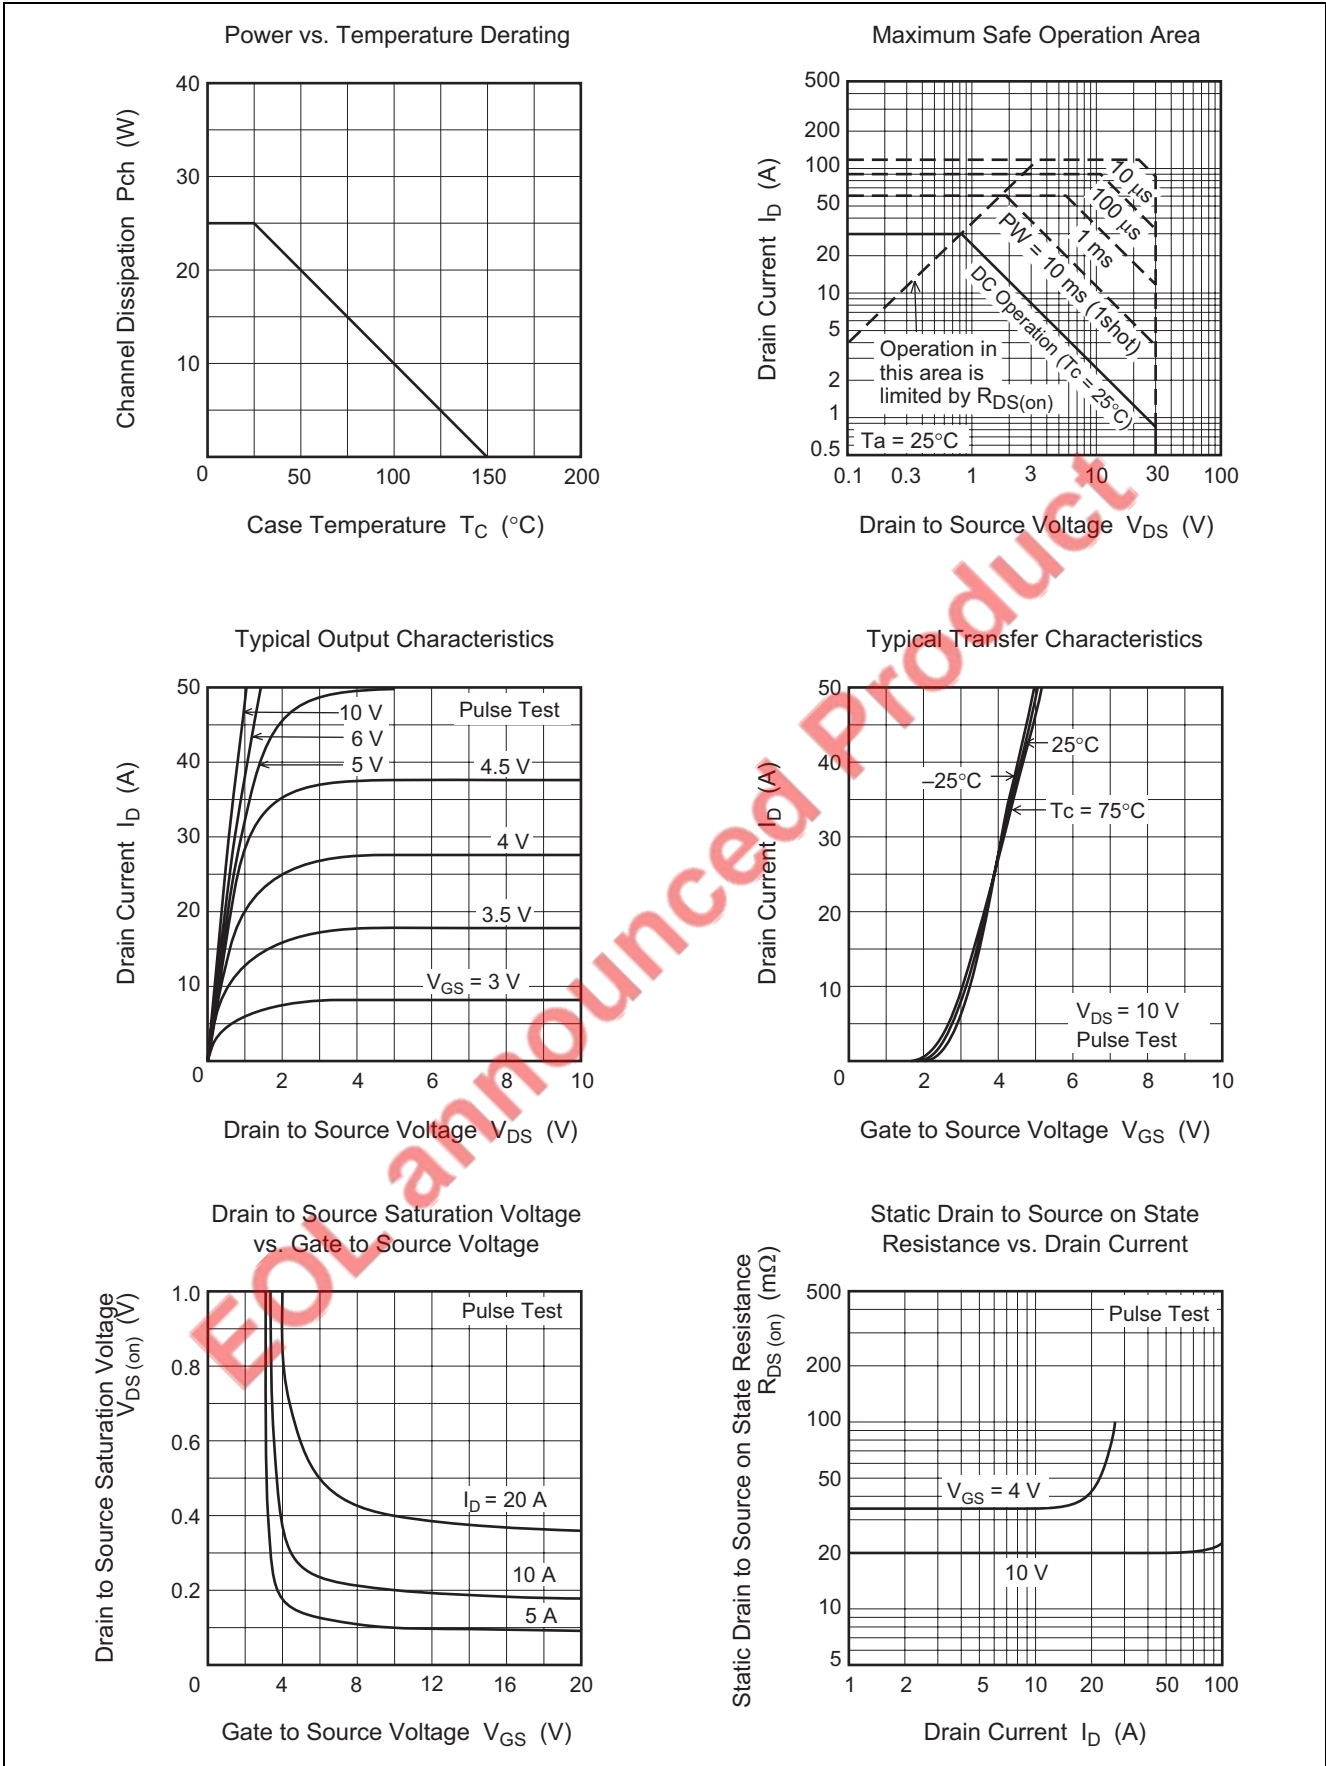 Power vs. Temperature Derating
Channel Dissipation Pch (W)
40
30
20
10
0 50 100 150 200
Case Temperature TC (°C)
Maximum Safe Operation Area
Drain Current ID (A)
500
200
100
50
20
10
5
2
1
0.5
10 μs
100 μs
1 ms
PW = 10 ms (1shot)
DC Operation (Tc = 25°C)
Operation in
this area is
limited by RDS(on)
Ta = 25°C
0.1 0.3 1 3 10 30 100
Drain to Source Voltage VDS (V)
Typical Output Characteristics
Drain Current ID (A)
50
40
30
20
10
10 V
6 V
5 V
Pulse Test
4.5 V
4 V
3.5 V
VGS = 3 V
0 2 4 6 8 10
Drain to Source Voltage VDS (V)
Typical Transfer Characteristics
Drain Current ID (A)
50
40
30
20
10
25°C
–25°C
Tc = 75°C
VDS = 10 V
Pulse Test
0 2 4 6 8 10
Gate to Source Voltage VGS (V)
Drain to Source Saturation Voltage
vs. Gate to Source Voltage
Drain to Source Saturation Voltage
VDS (on) (V)
1.0
0.8
0.6
0.4
0.2
Pulse Test
ID = 20 A
10 A
5 A
0 4 8 12 16 20
Gate to Source Voltage VGS (V)
Static Drain to Source on State
Resistance vs. Drain Current
Static Drain to Source on State Resistance
RDS (on) (mΩ)
500
200
100
50
20
10
5
Pulse Test
VGS = 4 V
10 V
1 2 5 10 20 50 100
Drain Current ID (A)
EOL announced Product